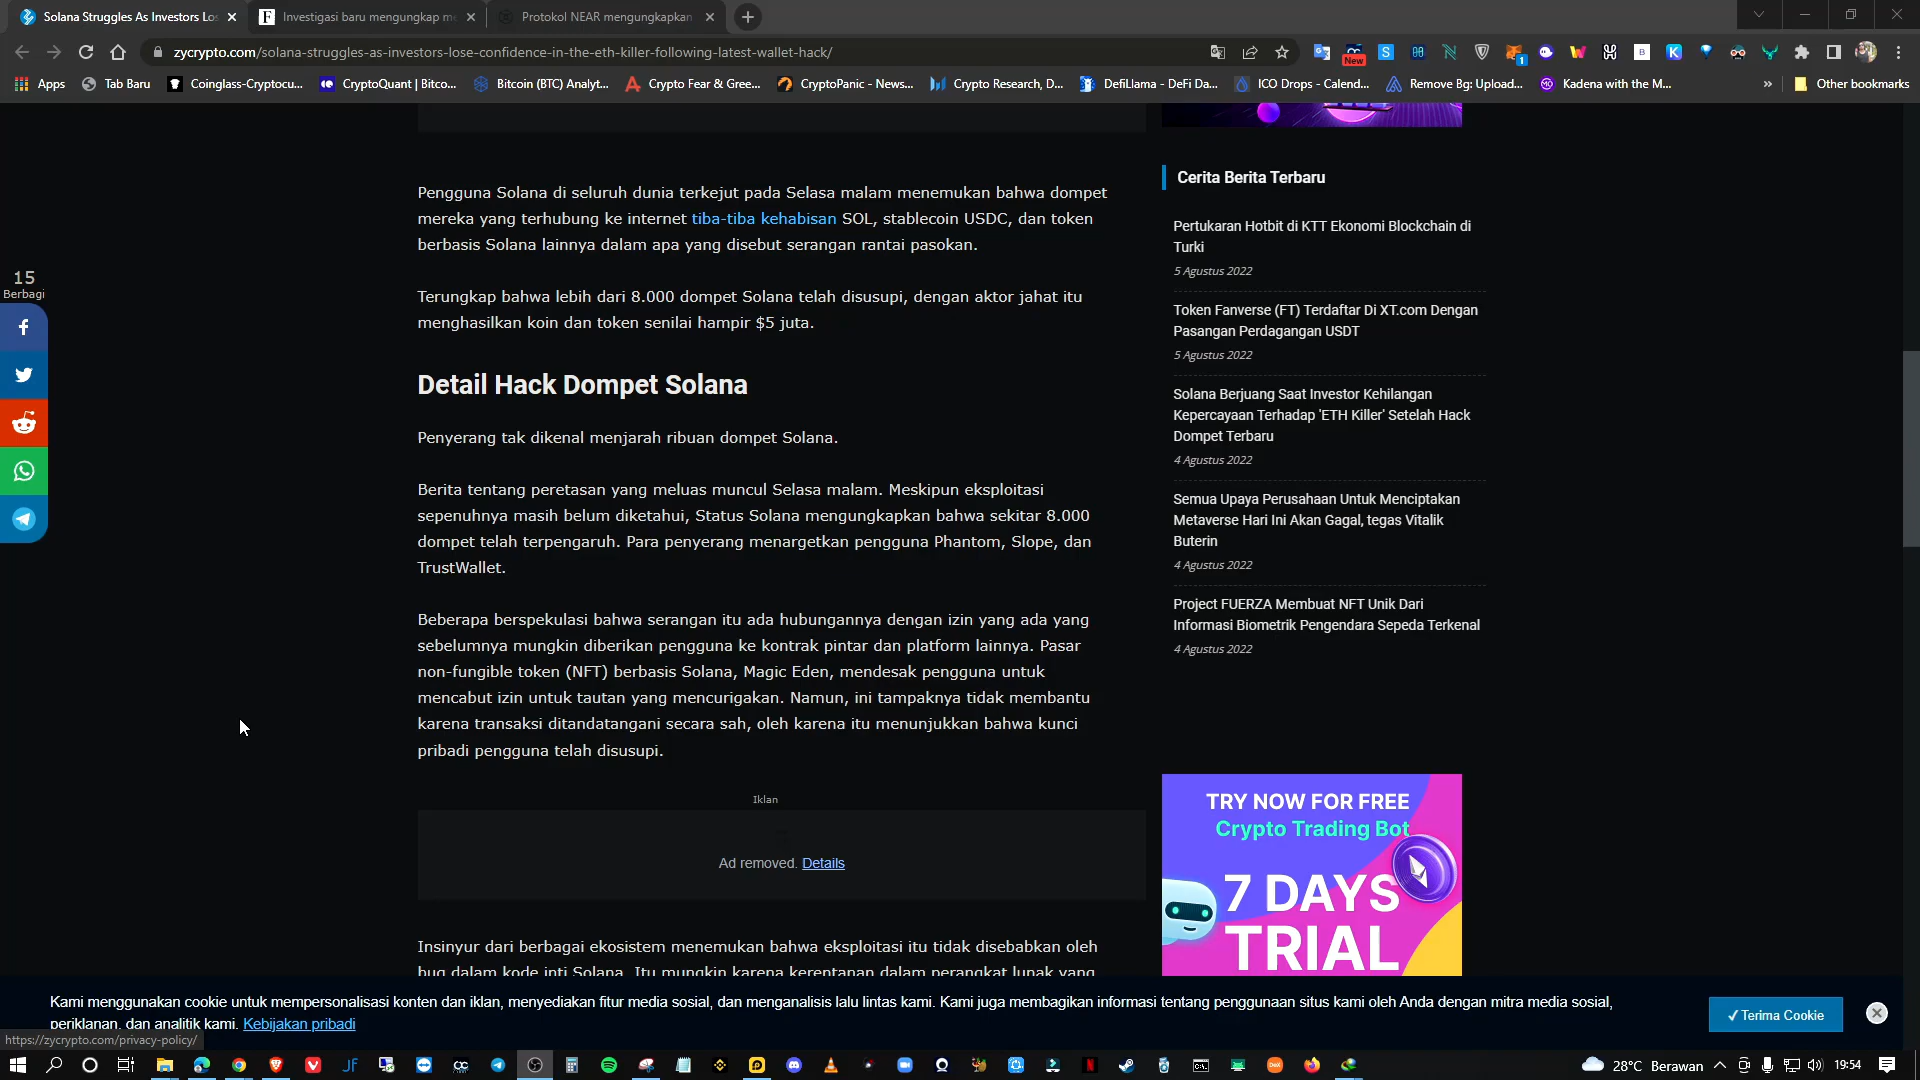 Solana Struggles As Investors Los
Investigasi baru mengungkap me
Protokol NEAR mengungkapkan
zycrypto.com/solana-struggles-as-investors-lose-confidence-in-the-eth-killer-following-latest-wallet-hack/
New
1
Apps
Tab Baru
Coinglass-Cryptocu...
CryptoQuant | Bitco...
Bitcoin (BTC) Analyt...
Crypto Fear & Gree...
CryptoPanic - News...
Crypto Research, D...
DefiLlama - DeFi Da...
ICO Drops - Calend...
Remove Bg: Upload...
Kadena with the M...
»
Other bookmarks
15
Berbagi
Pengguna Solana di seluruh dunia terkejut pada Selasa malam menemukan bahwa dompet
mereka yang terhubung ke internet tiba-tiba kehabisan SOL, stablecoin USDC, dan token
berbasis Solana lainnya dalam apa yang disebut serangan rantai pasokan.
Terungkap bahwa lebih dari 8.000 dompet Solana telah disusupi, dengan aktor jahat itu
menghasilkan koin dan token senilai hampir $5 juta.
Detail Hack Dompet Solana
Penyerang tak dikenal menjarah ribuan dompet Solana.
Berita tentang peretasan yang meluas muncul Selasa malam. Meskipun eksploitasi
sepenuhnya masih belum diketahui, Status Solana mengungkapkan bahwa sekitar 8.000
dompet telah terpengaruh. Para penyerang menargetkan pengguna Phantom, Slope, dan
TrustWallet.
Beberapa berspekulasi bahwa serangan itu ada hubungannya dengan izin yang ada yang
sebelumnya mungkin diberikan pengguna ke kontrak pintar dan platform lainnya. Pasar
non-fungible token (NFT) berbasis Solana, Magic Eden, mendesak pengguna untuk
mencabut izin untuk tautan yang mencurigakan. Namun, ini tampaknya tidak membantu
karena transaksi ditandatangani secara sah, oleh karena itu menunjukkan bahwa kunci
pribadi pengguna telah disusupi.
Iklan
Ad removed. Details
Insinyur dari berbagai ekosistem menemukan bahwa eksploitasi itu tidak disebabkan oleh
bug dalam kode inti Solana. Itu mungkin karena kerentanan dalam perangkat lunak yang
Cerita Berita Terbaru
Pertukaran Hotbit di KTT Ekonomi Blockchain di
Turki
5 Agustus 2022
Token Fanverse (FT) Terdaftar Di XT.com Dengan
Pasangan Perdagangan USDT
5 Agustus 2022
Solana Berjuang Saat Investor Kehilangan
Kepercayaan Terhadap 'ETH Killer' Setelah Hack
Dompet Terbaru
4 Agustus 2022
Semua Upaya Perusahaan Untuk Menciptakan
Metaverse Hari Ini Akan Gagal, tegas Vitalik
Buterin
4 Agustus 2022
Project FUERZA Membuat NFT Unik Dari
Informasi Biometrik Pengendara Sepeda Terkenal
4 Agustus 2022
TRY NOW FOR FREE
Crypto Trading Bot
7 DAYS
TRIAL
Kami menggunakan cookie untuk mempersonalisasi konten dan iklan, menyediakan fitur media sosial, dan menganalisis lalu lintas kami. Kami juga membagikan informasi tentang penggunaan situs kami oleh Anda dengan mitra media sosial,
periklanan, dan analitik kami. Kebijakan pribadi
✓ Terima Cookie
https://zycrypto.com/privacy-policy/
28°C Berawan
19:54